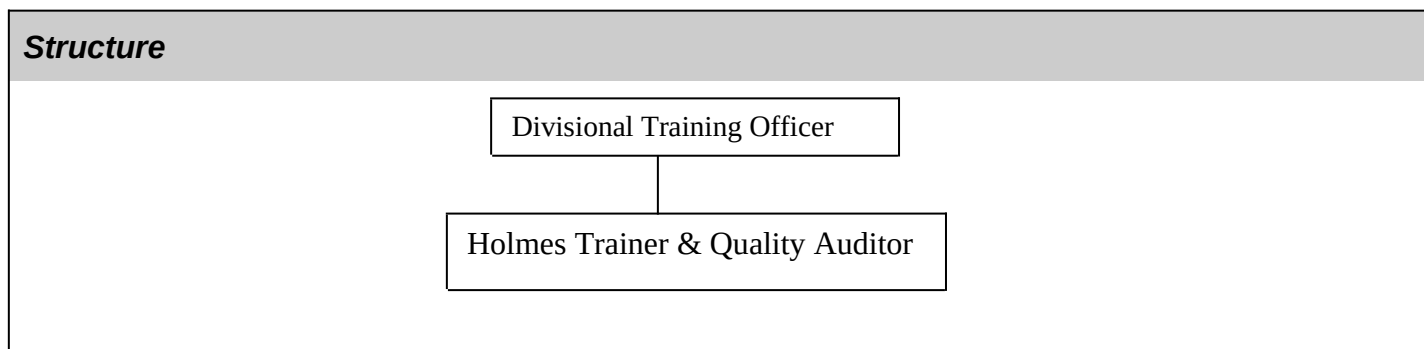 Structure
Divisional Training Officer
Holmes Trainer & Quality Auditor